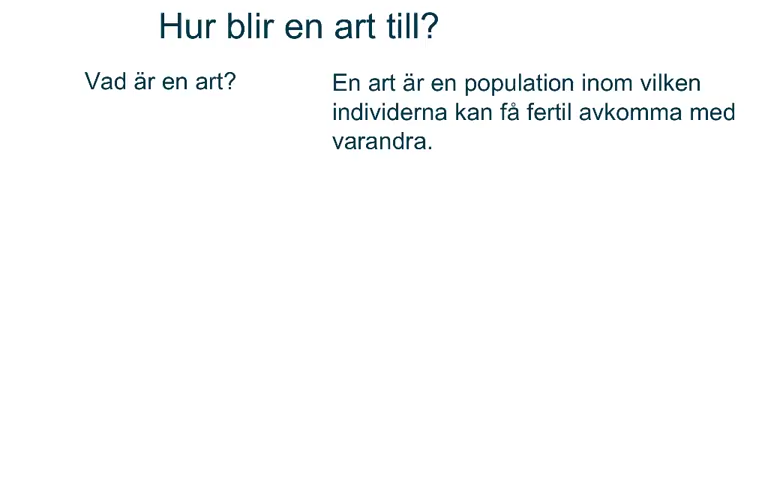 Hur blir en art till?
Vad är en art?
En art är en population inom vilken
individerna kan få fertil avkomma med
varandra.